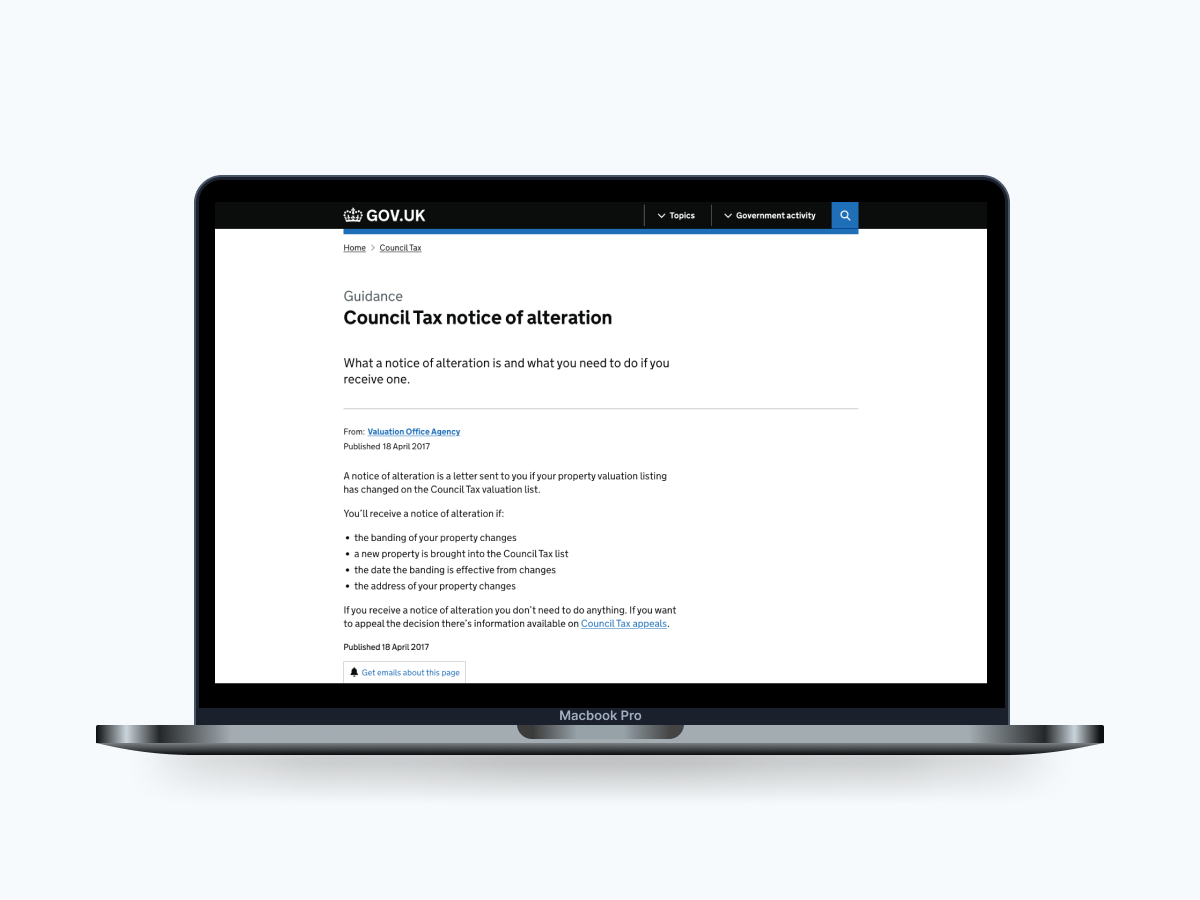 GOV.UK
Topics
Government activity
Home > Council Tax
Guidance
Council Tax notice of alteration
What a notice of alteration is and what you need to do if you
receive one.
From: Valuation Office Agency
Published 18 April 2017
A notice of alteration is a letter sent to you if your property valuation listing
has changed on the Council Tax valuation list.
You’ll receive a notice of alteration if:
• the banding of your property changes
• a new property is brought into the Council Tax list
• the date the banding is effective from changes
• the address of your property changes
If you receive a notice of alteration you don’t need to do anything. If you want
to appeal the decision there’s information available on Council Tax appeals.
Published 18 April 2017
Get emails about this page
Macbook Pro